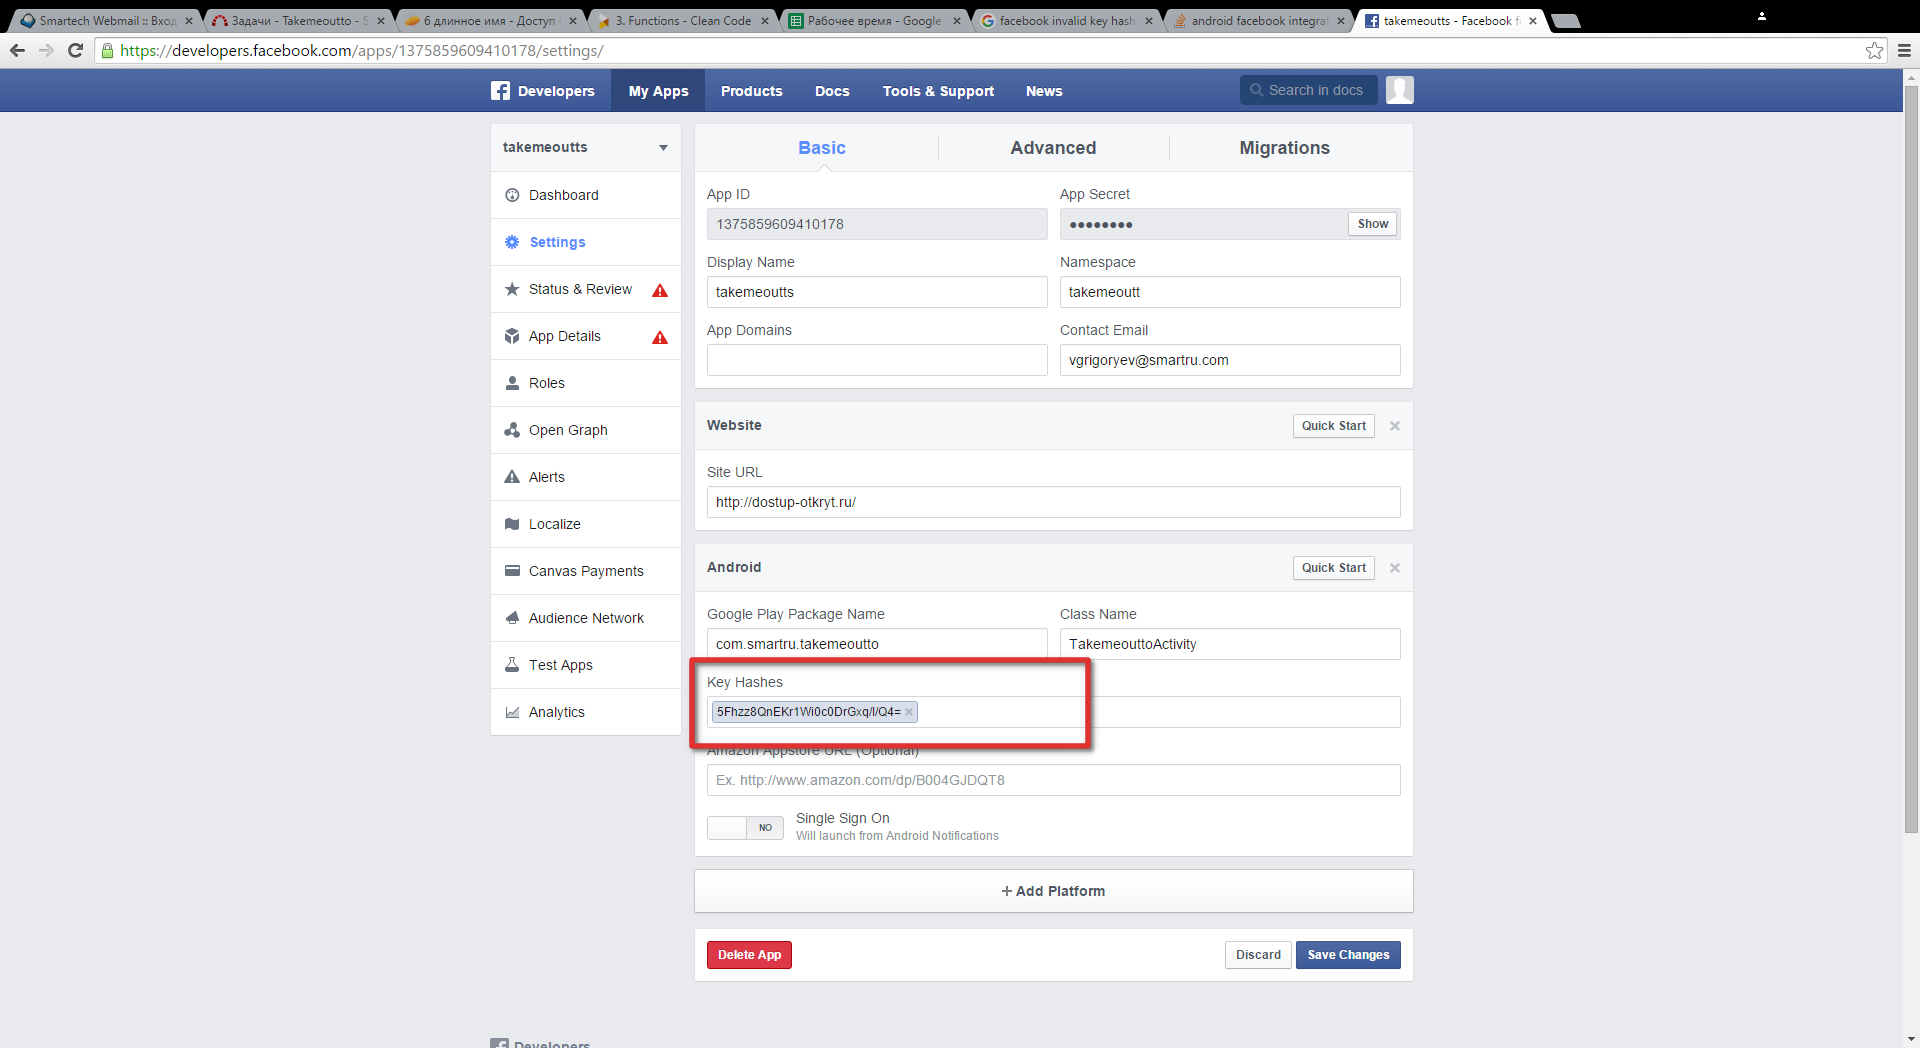 Smartech Webmail :: Вход
Задачи - Takemeoutto - S
6 длинное имя - Доступ
3. Functions - Clean Code
Рабочее время - Google
facebook invalid key hash
android facebook integrat
takemeoutts - Facebook f
https://developers.facebook.com/apps/1375859609410178/settings/
Developers
My Apps
Products
Docs
Tools & Support
News
Search in docs
takemeoutts
Dashboard
Settings
Status & Review
App Details
Roles
Open Graph
Alerts
Localize
Canvas Payments
Audience Network
Test Apps
Analytics
Basic
Advanced
Migrations
App ID
App Secret
1375859609410178
●●●●●●●●
Show
Display Name
Namespace
takemeoutts
takemeoutt
App Domains
Contact Email
vgrigoryev@smartru.com
Website
Quick Start
Site URL
http://dostup-otkryt.ru/
Android
Quick Start
Google Play Package Name
Class Name
com.smartru.takemeoutto
TakemeouttoActivity
Key Hashes
5Fhzz8QnEKr1Wi0c0DrGxq/I/Q4=
Amazon Appstore URL (Optional)
Ex. http://www.amazon.com/dp/B004GJDQT8
NO
Single Sign On
Will launch from Android Notifications
+ Add Platform
Delete App
Discard
Save Changes
Developers